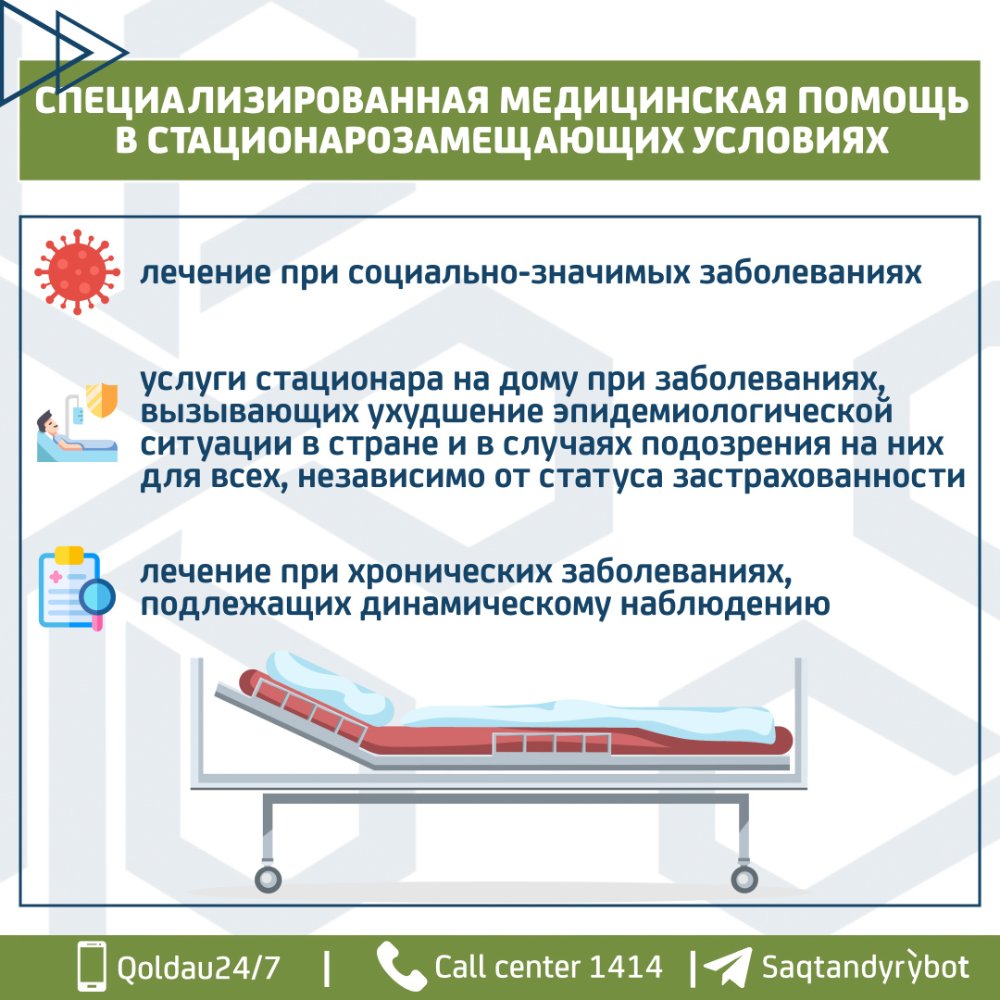 СПЕЦИАЛИЗИРОВАННАЯ МЕДИЦИНСКАЯ ПОМОЩЬ
В СТАЦИОНАРОЗАМЕЩАЮЩИХ УСЛОВИЯХ
лечение при социально-значимых заболеваниях
услуги стационара на дому при заболеваниях,
вызывающих ухудшение эпидемиологической
ситуации в стране и в случаях подозрения на них
для всех, независимо от статуса застрахованности
лечение при хронических заболеваниях,
подлежащих динамическому наблюдению
Qoldau24/7 | Call center 1414 | Saqtandyrỳbot